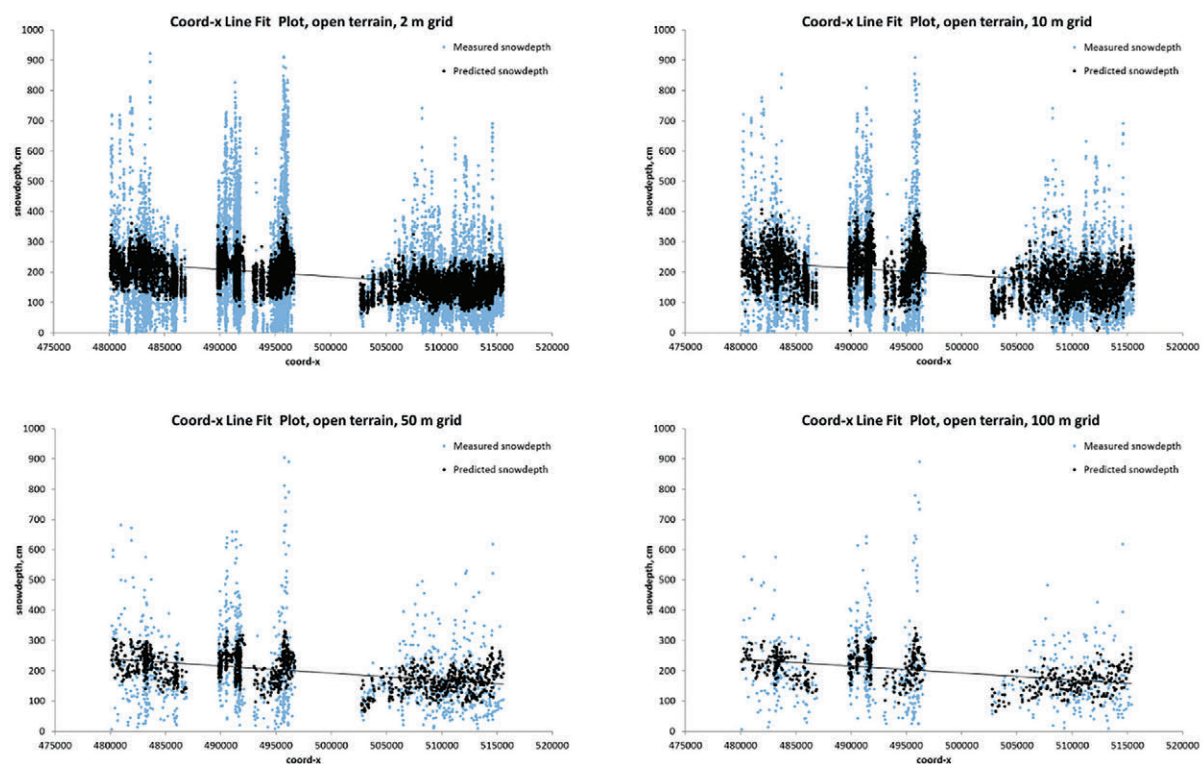 Coord-x Line Fit Plot, open terrain, 2 m grid
1000
900
800
700
600
500
400
300
200
100
0
snowdepth, cm
Measured snowdepth
Predicted snowdepth
475000 480000 485000 490000 495000 500000 505000 510000 515000 520000
coord-x
Coord-x Line Fit Plot, open terrain, 10 m grid
1000
900
800
700
600
500
400
300
200
100
0
snowdepth, cm
Measured snowdepth
Predicted snowdepth
475000 480000 485000 490000 495000 500000 505000 510000 515000 520000
coord-x
Coord-x Line Fit Plot, open terrain, 50 m grid
1000
900
800
700
600
500
400
300
200
100
0
snowdepth, cm
Measured snowdepth
Predicted snowdepth
475000 480000 485000 490000 495000 500000 505000 510000 515000 520000
coord-x
Coord-x Line Fit Plot, open terrain, 100 m grid
1000
900
800
700
600
500
400
300
200
100
0
snowdepth, cm
Measured snowdepth
Predicted snowdepth
475000 480000 485000 490000 495000 500000 505000 510000 515000 520000
coord-x